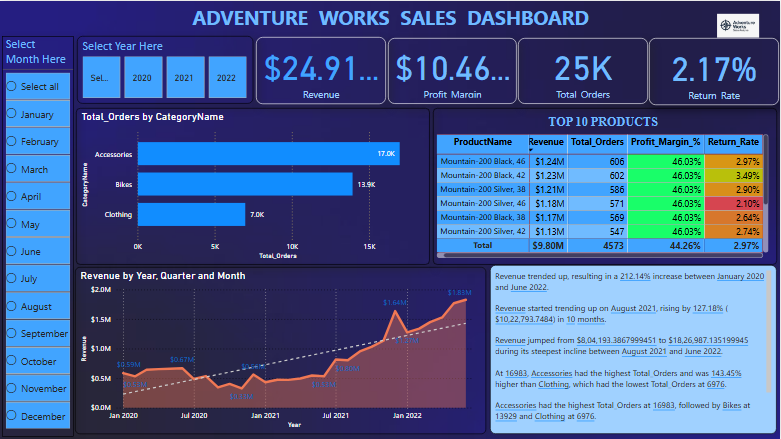 ADVENTURE WORKS SALES DASHBOARD
Adventure
Works
Select
Month Here
Select all
January
February
March
April
May
June
July
August
September
October
November
December
Select Year Here
Sel...
2020
2021
2022
$24.91...
Revenue
$10.46...
Profit Margin
25K
Total Orders
2.17%
Return Rate
Total_Orders by CategoryName
CategoryName
Accessories
17.0K
Bikes
13.9K
Clothing
7.0K
0K 5K 10K 15K
Total_Orders
TOP 10 PRODUCTS
ProductName Revenue Total_Orders Profit_Margin_% Return_Rate
Mountain-200 Black, 46 $1.24M 606 46.03% 2.97%
Mountain-200 Black, 42 $1.23M 602 46.03% 3.49%
Mountain-200 Silver, 38 $1.21M 586 46.03% 2.90%
Mountain-200 Silver, 46 $1.18M 571 46.03% 2.10%
Mountain-200 Black, 38 $1.17M 569 46.03% 2.64%
Mountain-200 Silver, 42 $1.13M 547 46.03% 2.74%
Total $9.80M 4573 44.26% 2.97%
Revenue by Year, Quarter and Month
Revenue
$2.0M
$1.5M
$1.0M
$0.5M
$0.0M
$0.59M
$0.67M
$1.64M
$1.83M
Jan 2020 Jul 2020 Jan 2021 Jul 2021 Jan 2022
Year
Revenue trended up, resulting in a 212.14% increase between January 2020
and June 2022.
Revenue started trending up on August 2021, rising by 127.18% (
$10,22,793.7484) in 10 months.
Revenue jumped from $8,04,193.3867999451 to $18,26,987.135199945
during its steepest incline between August 2021 and June 2022.
At 16983, Accessories had the highest Total_Orders and was 143.45%
higher than Clothing, which had the lowest Total_Orders at 6976.
Accessories had the highest Total_Orders at 16983, followed by Bikes at
13929 and Clothing at 6976.